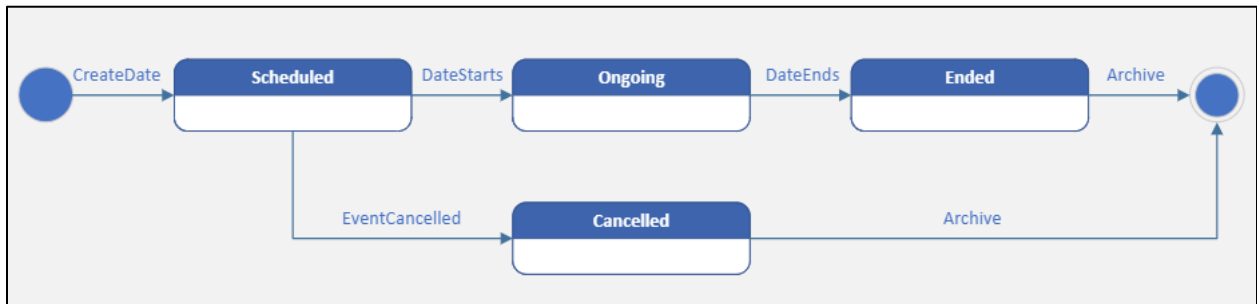 CreateDate
Scheduled
DateStarts
Ongoing
DateEnds
Ended
Archive
EventCancelled
Cancelled
Archive